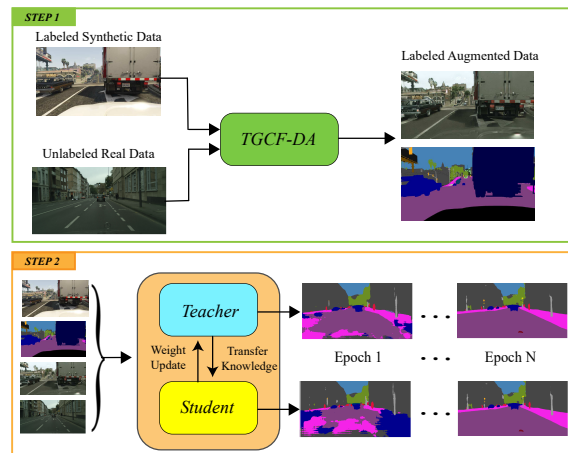 STEP 1
Labeled Synthetic Data
Labeled Augmented Data
TGCF-DA
Unlabeled Real Data
STEP 2
Teacher
Weight
Update
Transfer
Knowledge
Student
Epoch 1
Epoch N